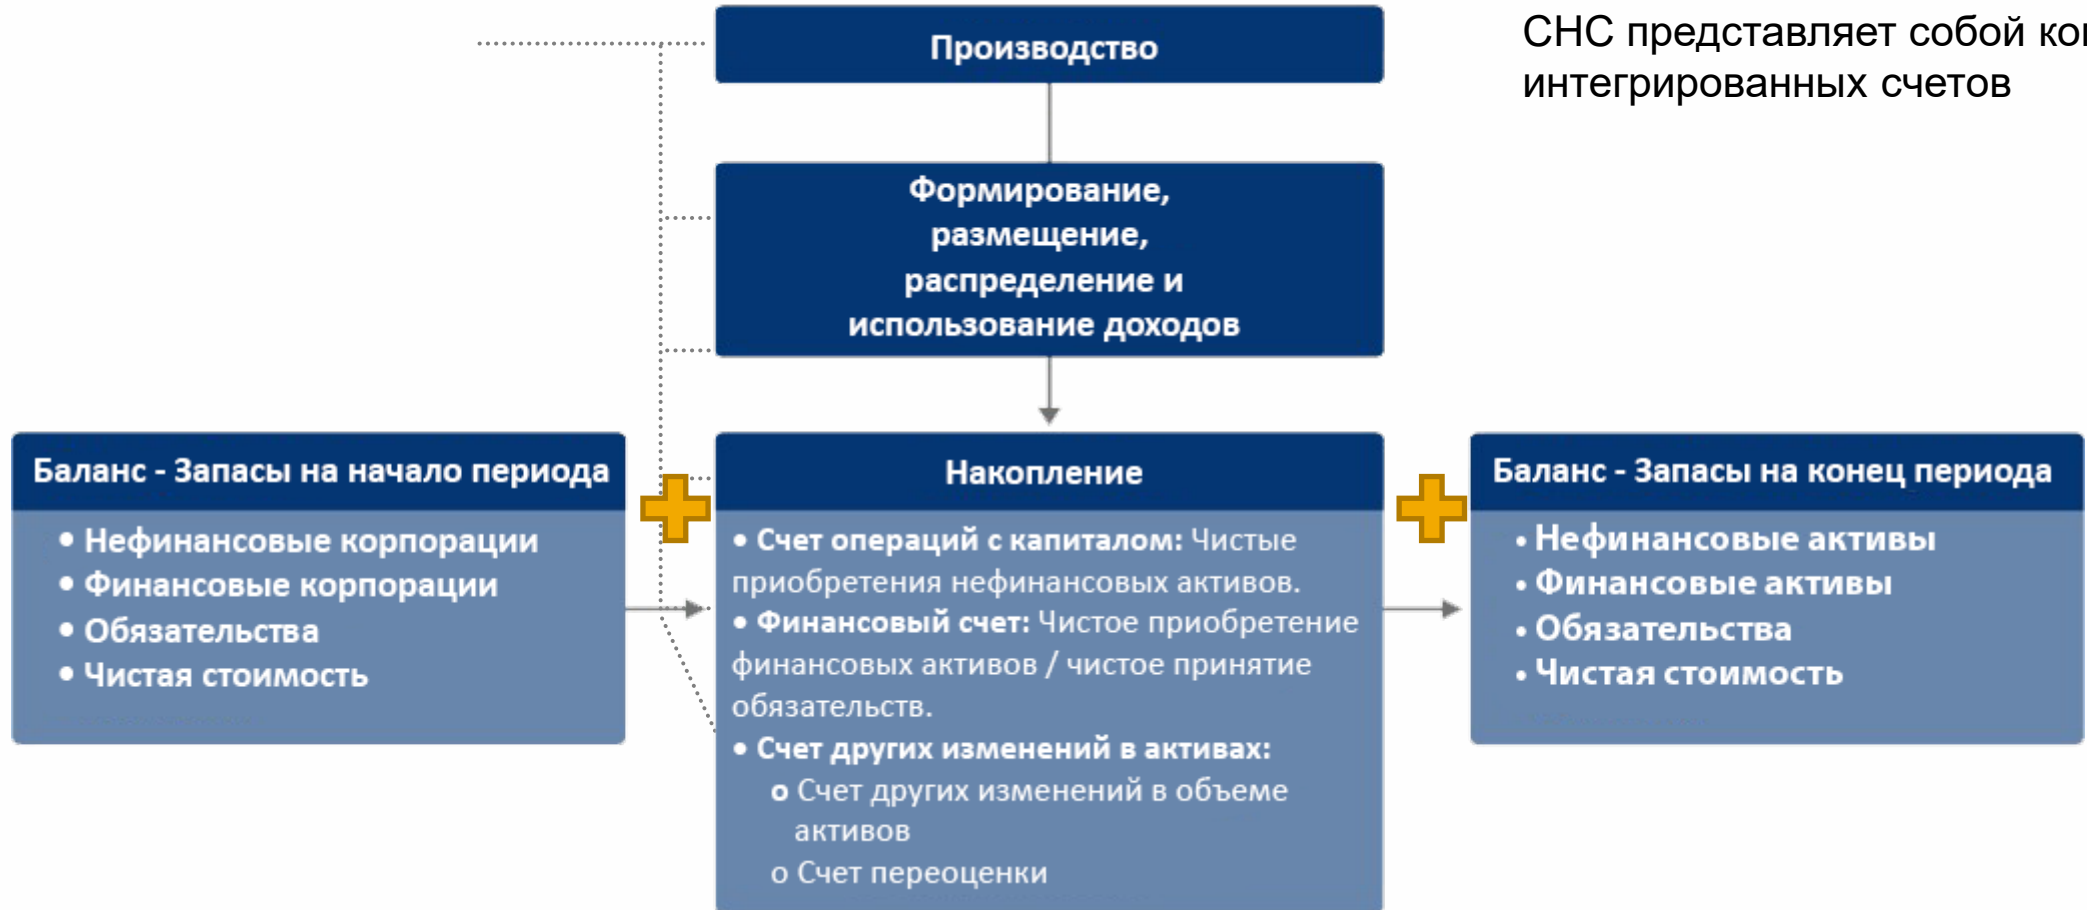 Производство
СНС представляет собой
интегрированных счетов
Формирование,
размещение,
распределение и
использование доходов
Баланс - Запасы на начало периода
• Нефинансовые корпорации
• Финансовые корпорации
• Обязательства
• Чистая стоимость
Накопление
• Счет операций с капиталом: Чистые
приобретения нефинансовых активов.
• Финансовый счет: Чистое приобретение
финансовых активов / чистое принятие
обязательств.
• Счет других изменений в активах:
o Счет других изменений в объеме
активов
o Счет переоценки
Баланс - Запасы на конец периода
• Нефинансовые активы
• Финансовые активы
• Обязательства
• Чистая стоимость